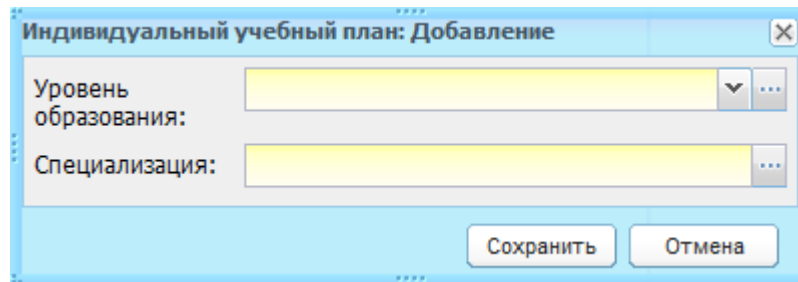 Индивидуальный учебный план: Добавление
Уровень
образования:
Специализация:
Сохранить Отмена